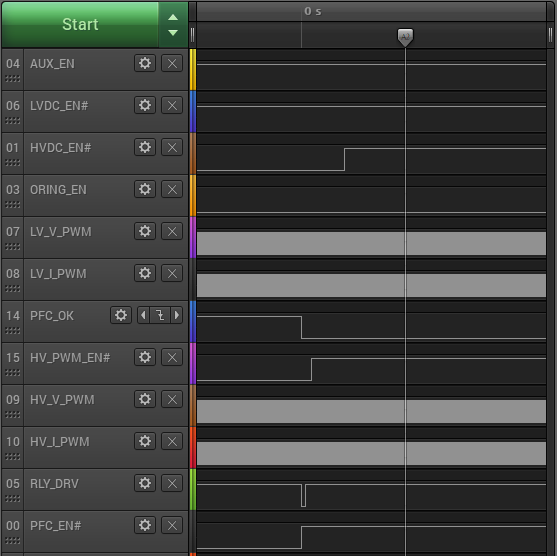 Start
0 s
A1
04 AUX_EN
06 LVDC_EN#
01 HVDC_EN#
03 ORING_EN
07 LV_V_PWM
08 LV_I_PWM
14 PFC_OK
15 HV_PWM_EN#
09 HV_V_PWM
10 HV_I_PWM
05 RLY_DRV
00 PFC_EN#